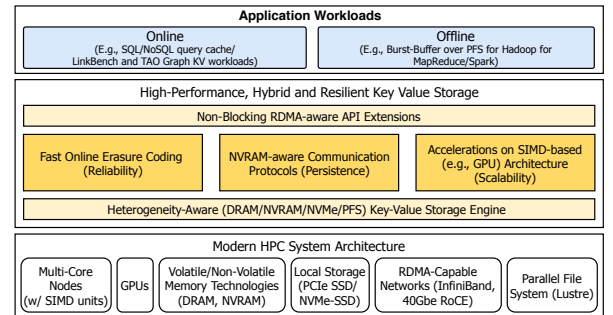 Application Workloads
Online
(E.g., SQL/NoSQL query cache/
LinkBench and TAO Graph KV workloads)
Offline
(E.g., Burst-Buffer over PFS for Hadoop for
MapReduce/Spark)
High-Performance, Hybrid and Resilient Key Value Storage
Non-Blocking RDMA-aware API Extensions
Fast Online Erasure Coding
(Reliability)
NVRAM-aware Communication
Protocols (Persistence)
Accelerations on SIMD-based
(e.g., GPU) Architecture
(Scalability)
Heterogeneity-Aware (DRAM/NVRAM/NVMe/PFS) Key-Value Storage Engine
Modern HPC System Architecture
Multi-Core
Nodes
(w/ SIMD units)
GPUs
Volatile/Non-Volatile
Memory Technologies
(DRAM, NVRAM)
Local Storage
(PCIe SSD/
NVMe-SSD)
RDMA-Capable
Networks (InfiniBand,
40Gbe RoCE)
Parallel File
System (Lustre)